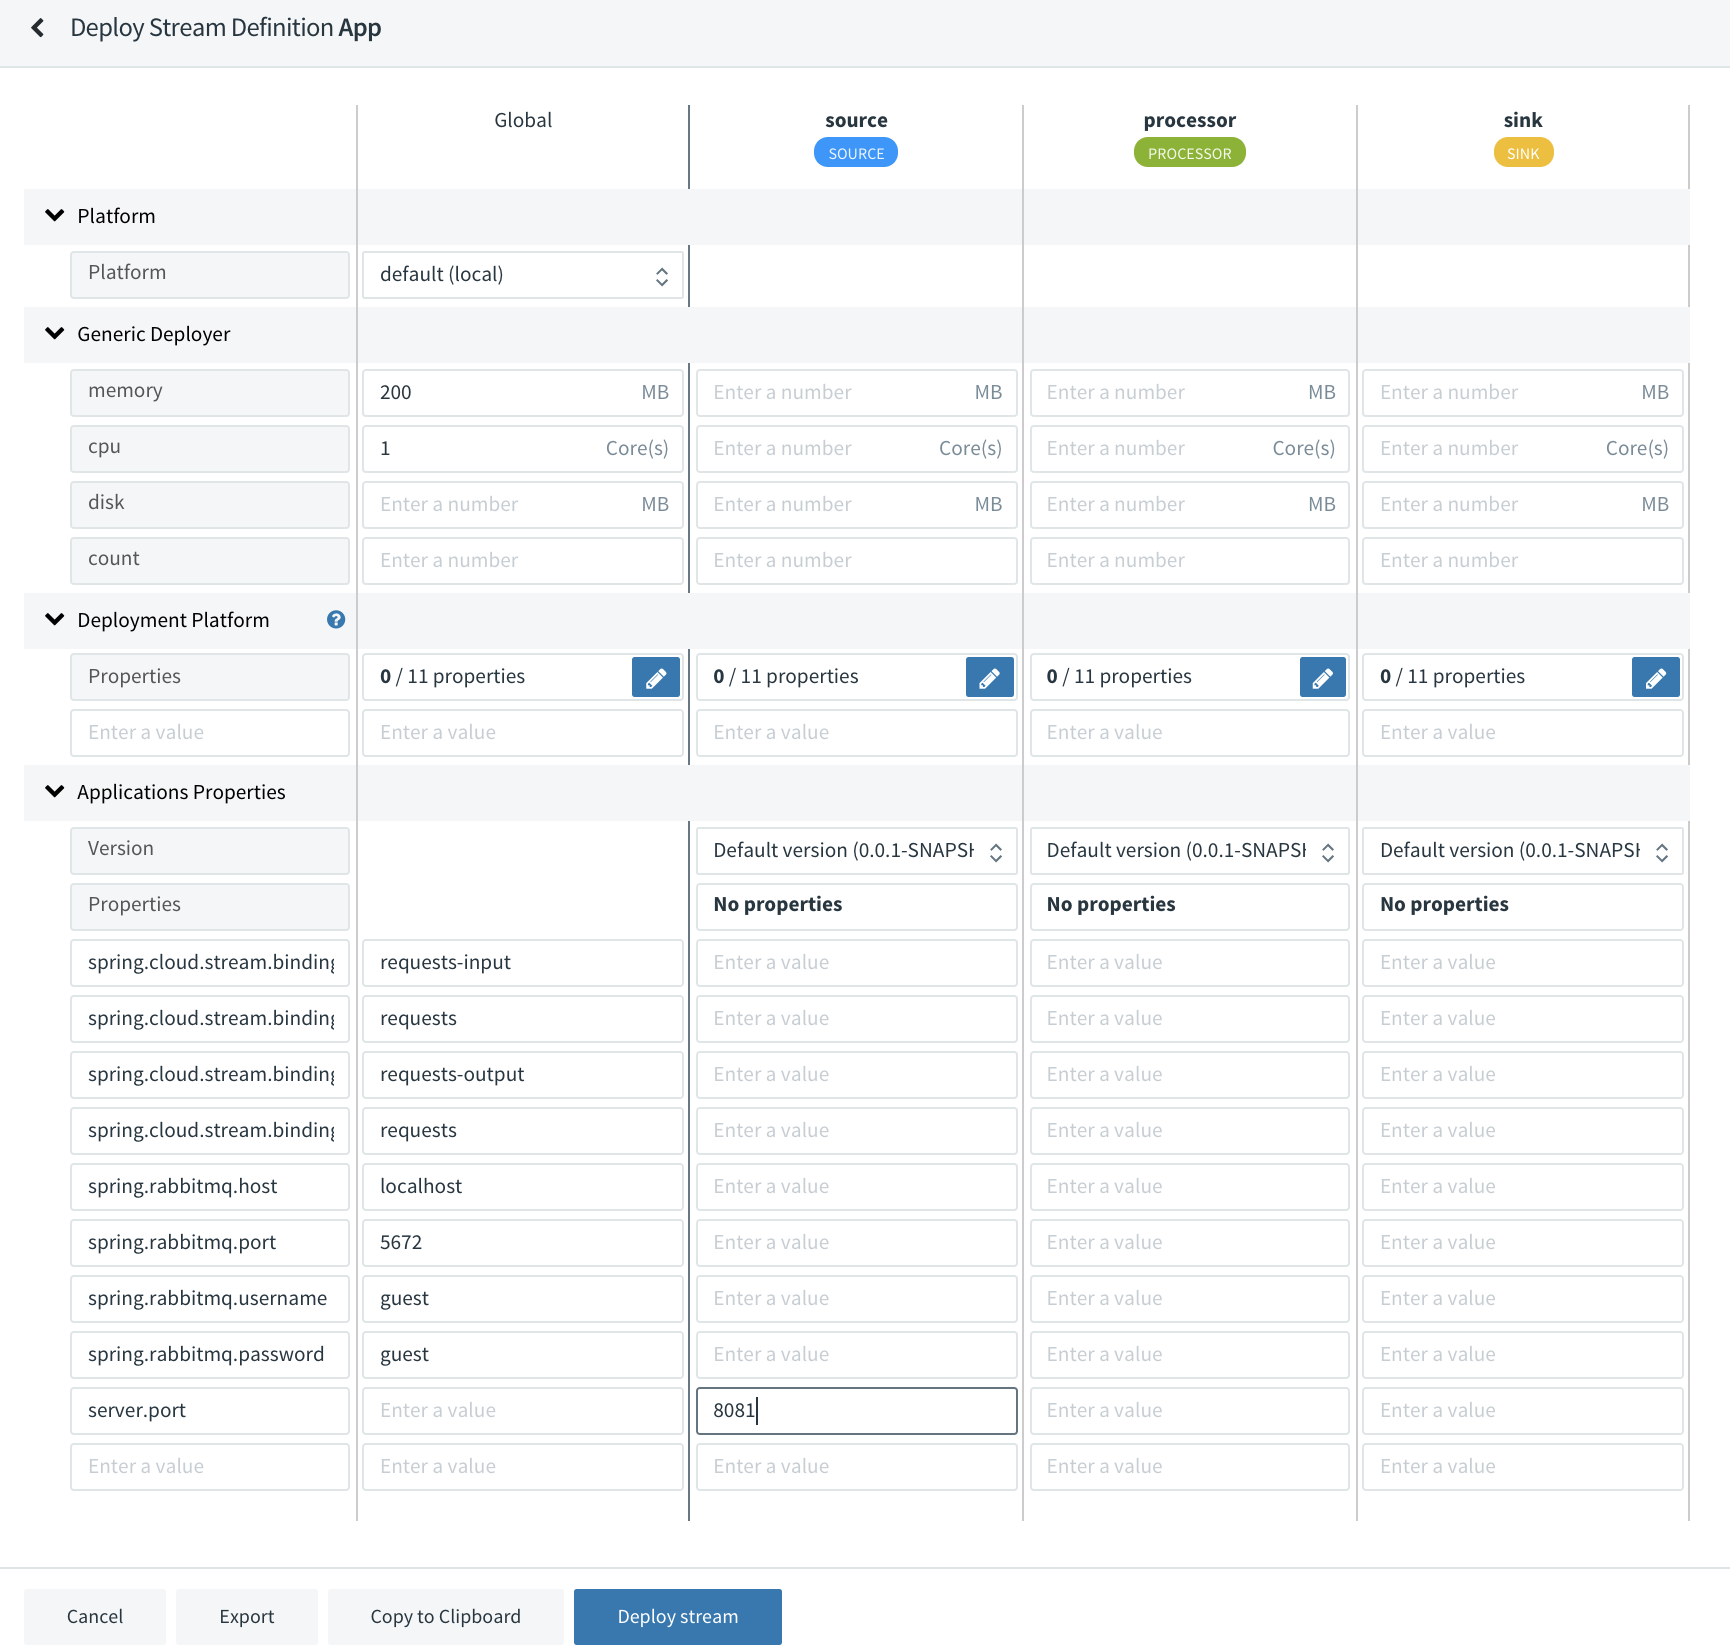 Deploy Stream Definition App
Global source processor sink
SOURCE PROCESSOR SINK
Platform
Platform default (local)
Generic Deployer
memory 200 MB Enter a number MB Enter a number MB Enter a number MB
cpu 1 Core(s) Enter a number Core(s) Enter a number Core(s) Enter a number Core(s)
disk Enter a number MB Enter a number MB Enter a number MB Enter a number MB
count Enter a number Enter a number Enter a number Enter a number
Deployment Platform ?
Properties 0 / 11 properties 0 / 11 properties 0 / 11 properties 0 / 11 properties
Enter a value Enter a value Enter a value Enter a value Enter a value
Applications Properties
Version Default version (0.0.1-SNAPSH Default version (0.0.1-SNAPSH Default version (0.0.1-SNAPSH
Properties No properties No properties No properties
spring.cloud.stream.binding requests-input Enter a value Enter a value Enter a value
spring.cloud.stream.binding requests Enter a value Enter a value Enter a value
spring.cloud.stream.binding requests-output Enter a value Enter a value Enter a value
spring.cloud.stream.binding requests Enter a value Enter a value Enter a value
spring.rabbitmq.host localhost Enter a value Enter a value Enter a value
spring.rabbitmq.port 5672 Enter a value Enter a value Enter a value
spring.rabbitmq.username guest Enter a value Enter a value Enter a value
spring.rabbitmq.password guest Enter a value Enter a value Enter a value
server.port Enter a value 8081 Enter a value Enter a value
Enter a value Enter a value Enter a value Enter a value Enter a value
Cancel Export Copy to Clipboard Deploy stream